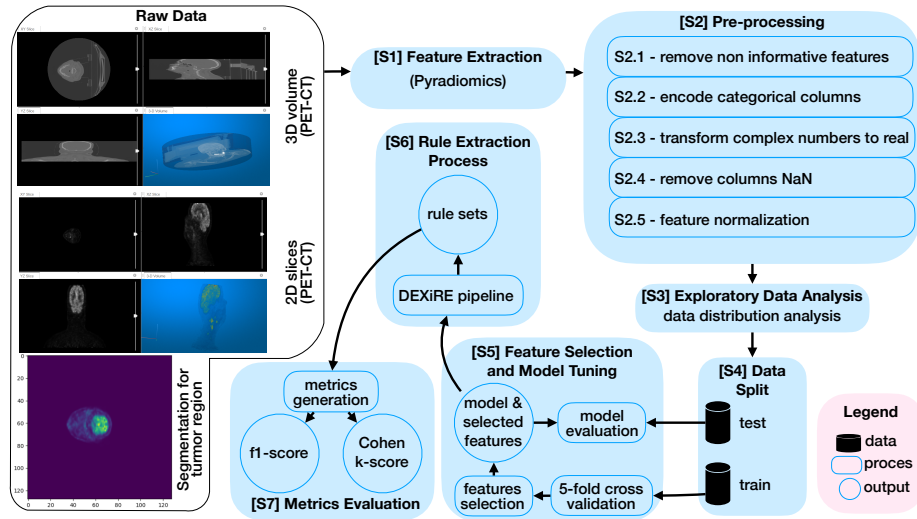 Raw Data
3D volume
(PET-CT)
2D slices
(PET-CT)
Segmentation for
tumor region
0
20
40
60
80
100
120
0
20
40
60
80
100
120
[S1] Feature Extraction
(Pyradiomics)
[S2] Pre-processing
S2.1 - remove non informative features
S2.2 - encode categorical columns
S2.3 - transform complex numbers to real
S2.4 - remove columns NaN
S2.5 - feature normalization
[S3] Exploratory Data Analysis
data distribution analysis
[S4] Data
Split
test
train
[S5] Feature Selection
and Model Tuning
model &
selected
features
model
evaluation
features
selection
5-fold cross
validation
[S6] Rule Extraction
Process
rule sets
DEXiRE pipeline
metrics
generation
f1-score
Cohen
k-score
[S7] Metrics Evaluation
Legend
data
proces
output